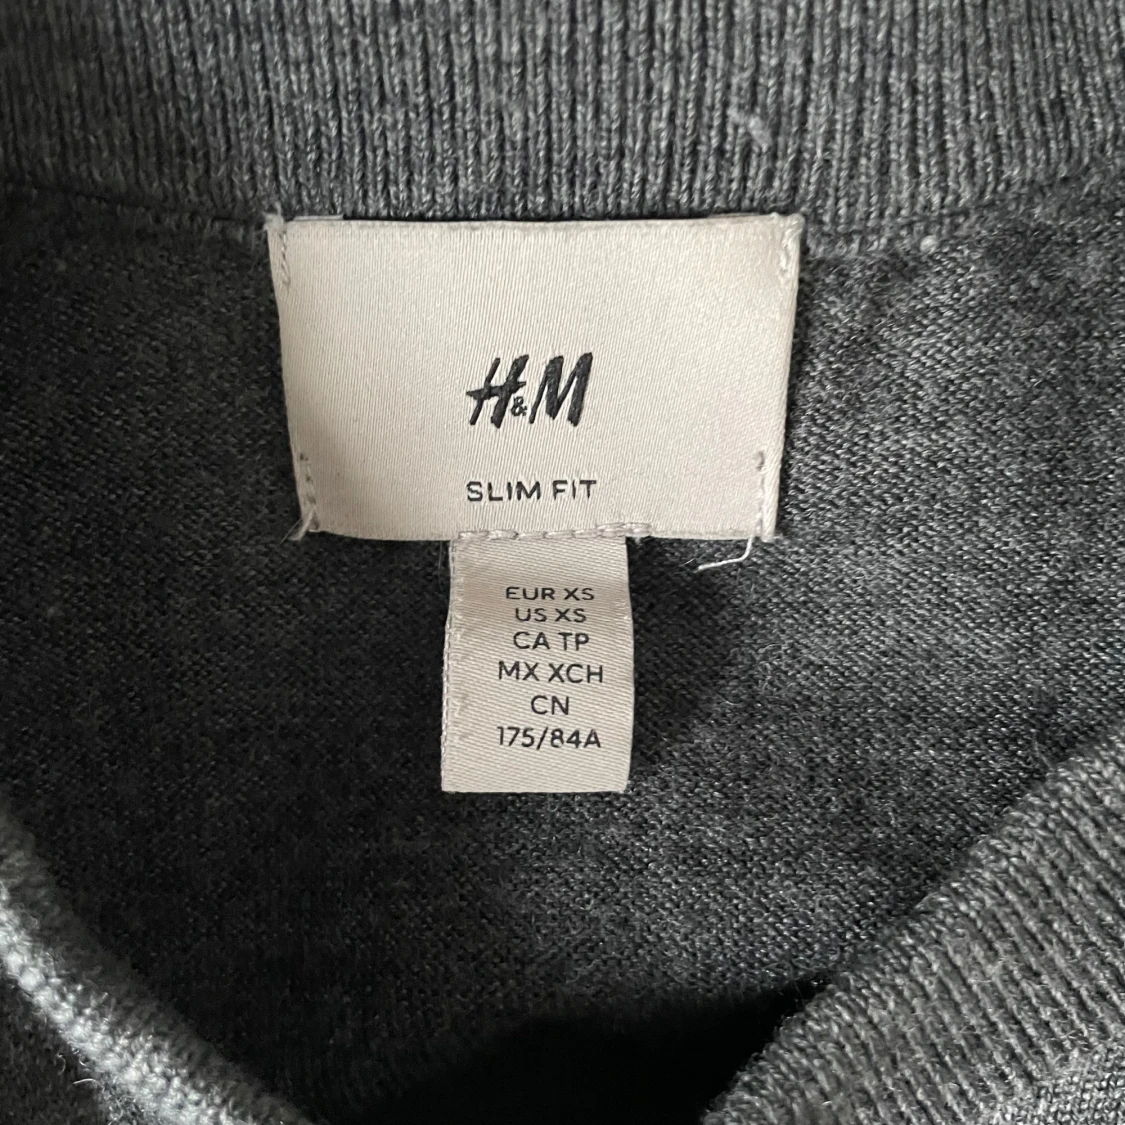 H&M
SLIM FIT
EUR XS
US XS
CA TP
MX XCH
CN
175/84A